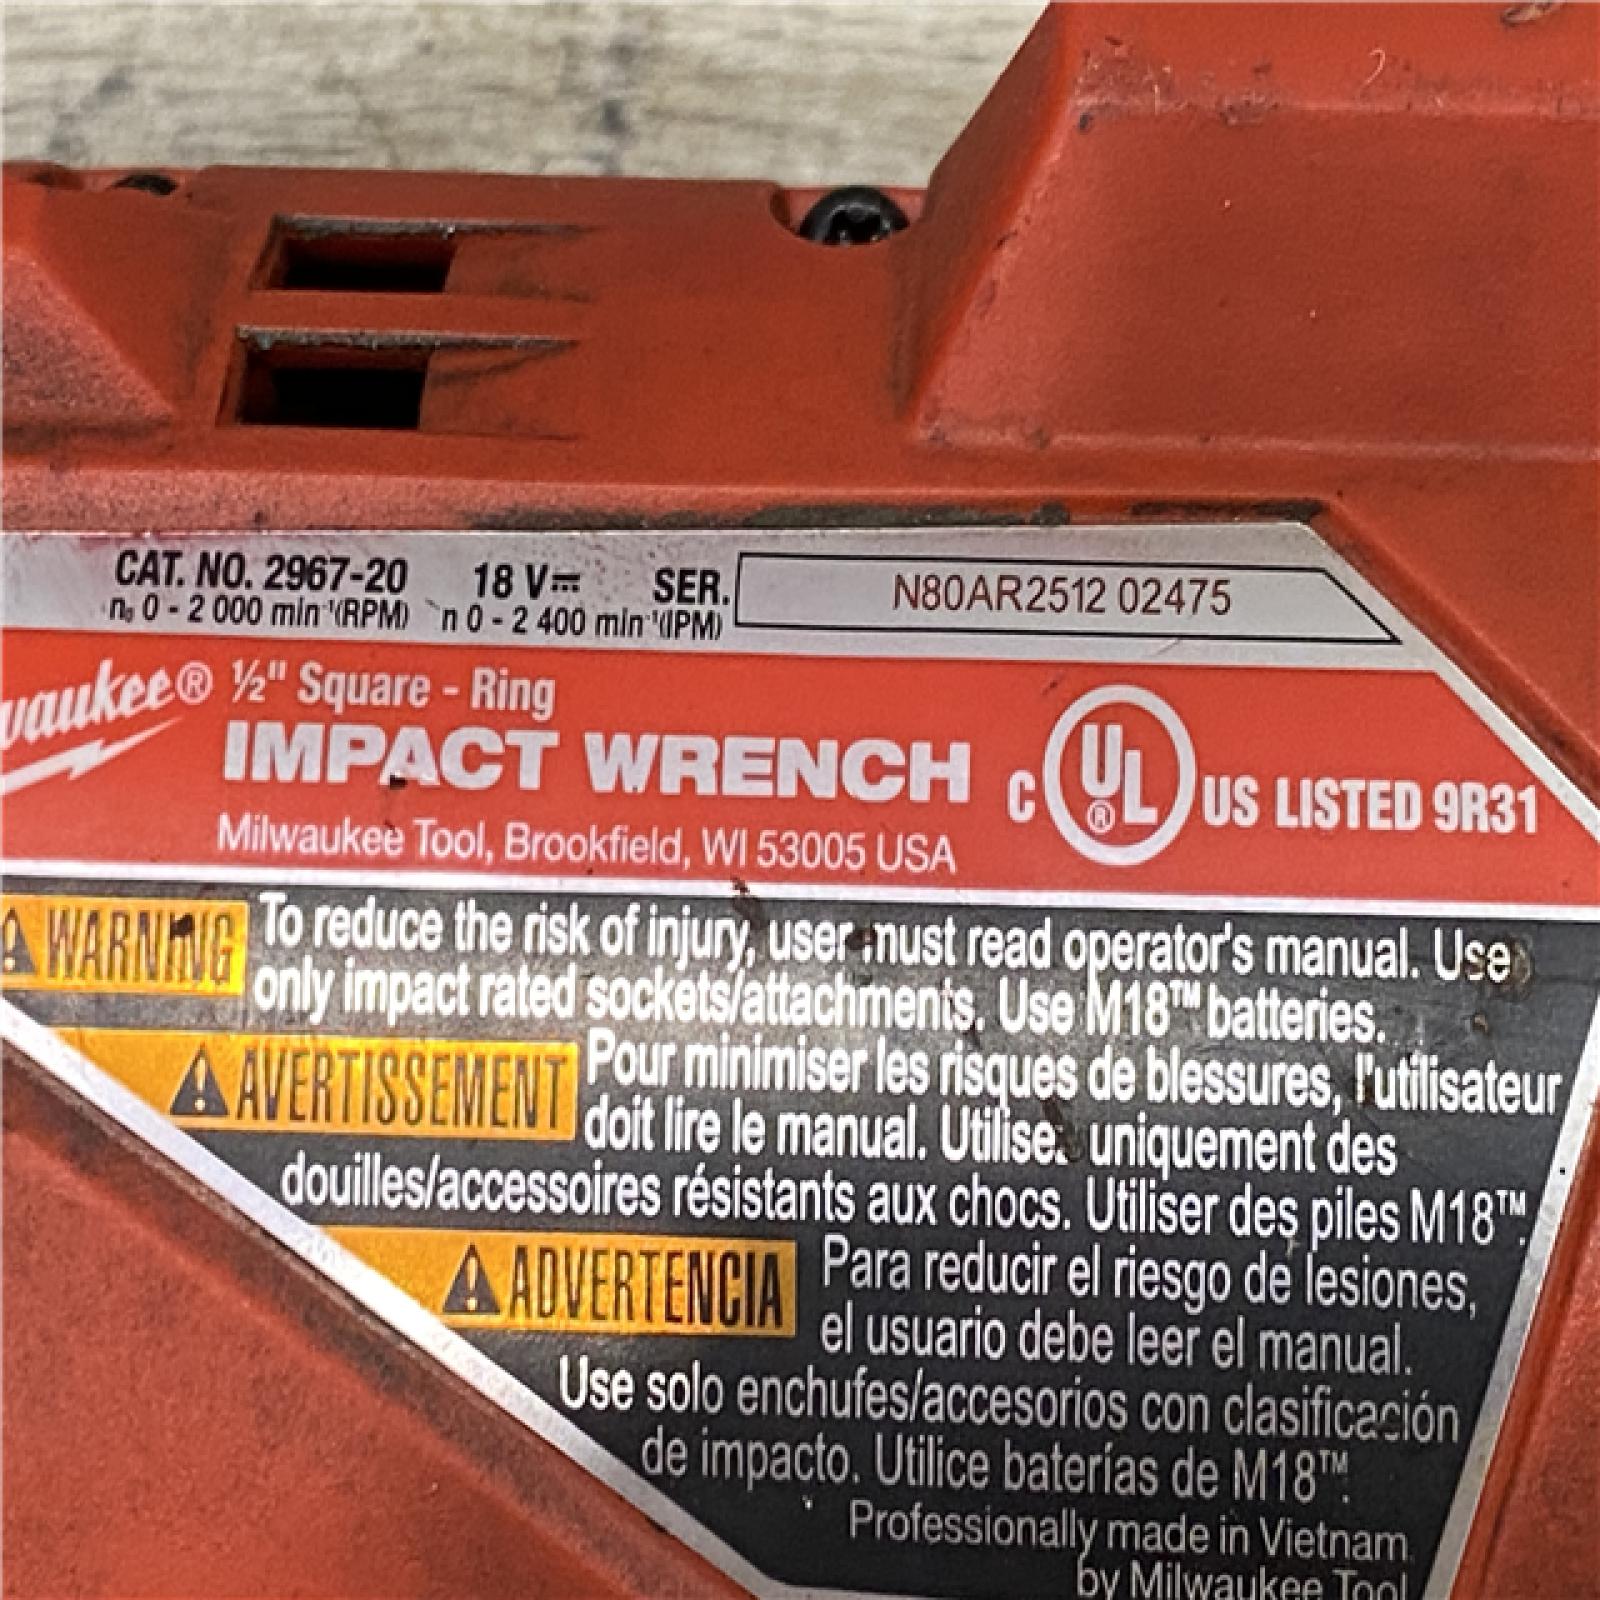 CAT. NO. 2967-20 18 V⎓ SER. N80AR2512 02475
n₀ 0 - 2 000 min⁻¹(RPM) n 0 - 2 400 min⁻¹(IPM)
½" Square - Ring
IMPACT WRENCH
Milwaukee Tool, Brookfield, WI 53005 USA
C UL® US LISTED 9R31
WARNING To reduce the risk of injury, user must read operator's manual. Use
only impact rated sockets/attachments. Use M18™ batteries.
AVERTISSEMENT Pour minimiser les risques de blessures, l'utilisateur
doit lire le manual. Utilisez uniquement des
douilles/accessoires résistants aux chocs. Utiliser des piles M18™.
ADVERTENCIA Para reducir el riesgo de lesiones,
el usuario debe leer el manual.
Use solo enchufes/accesorios con clasificación
de impacto. Utilice baterías de M18™.
Professionally made in Vietnam
by Milwaukee Tool